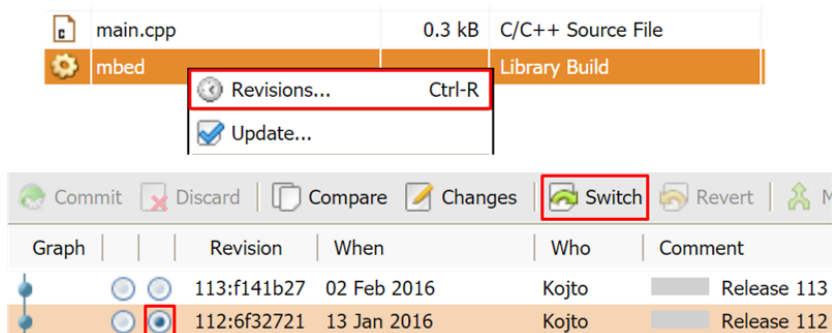 main.cpp 0.3 kB C/C++ Source File
mbed Library Build
Revisions... Ctrl-R
Update...
Commit Discard Compare Changes Switch Revert M
Graph Revision When Who Comment
113:f141b27 02 Feb 2016 Kojto Release 113
112:6f32721 13 Jan 2016 Kojto Release 112